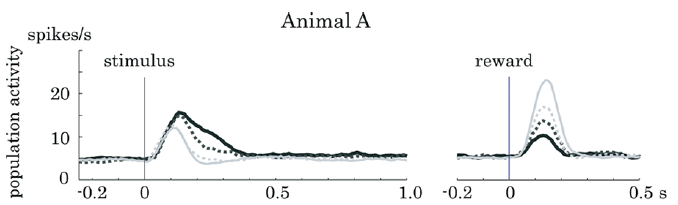 Animal A
spikes/s
stimulus
reward
population activity
20
10
0
-0.2 0 0.5 1.0
-0.2 0 0.5 s